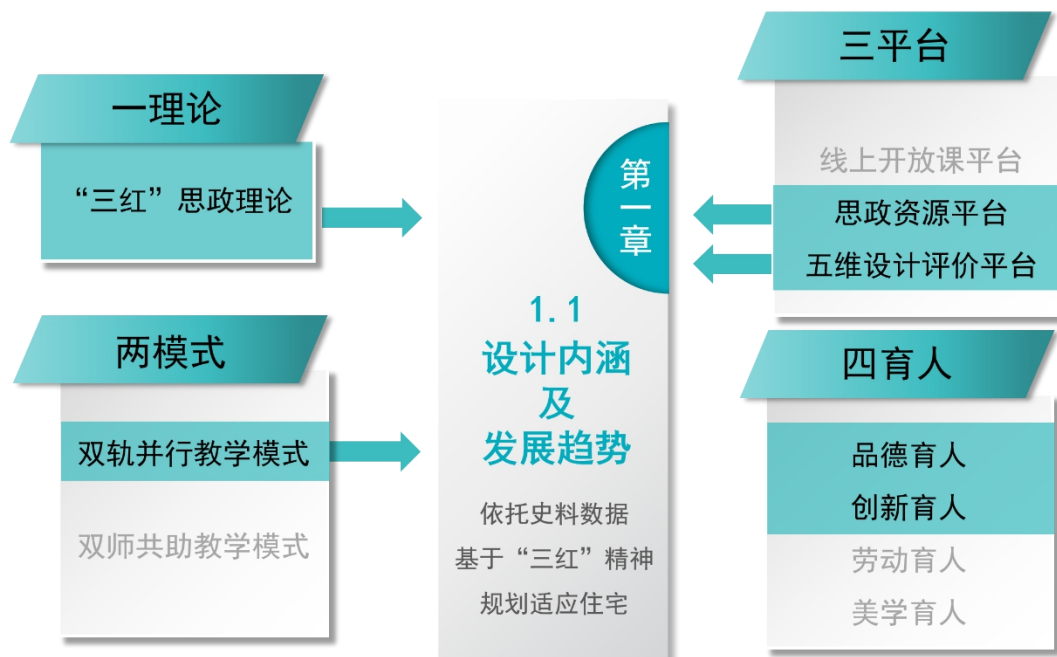 一理论
“三红”思政理论
两模式
双轨并行教学模式
双师共助教学模式
第一章
1.1
设计内涵
及
发展趋势
依托史料数据
基于“三红”精神
规划适应住宅
三平台
线上开放课平台
思政资源平台
五维设计评价平台
四育人
品德育人
创新育人
劳动育人
美学育人